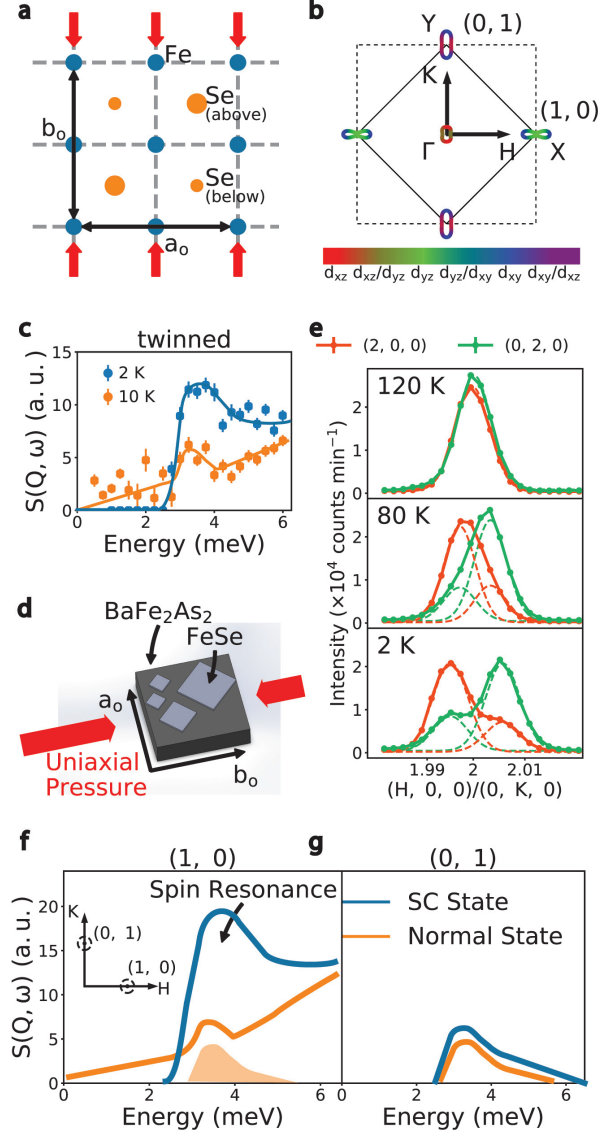 a
Fe
Se
(above)
b_o
Se
(below)
a_o
b
Y
(0, 1)
K
(1, 0)
Γ
H
X
d_xz d_xz/d_yz d_yz d_yz/d_xy d_xy d_xy/d_xz
c
twinned
S(Q, ω) (a. u.)
15
10
5
0
2 K
10 K
0 2 4 6
Energy (meV)
d
BaFe₂As₂
FeSe
a_o
Uniaxial
Pressure
b_o
e
(2, 0, 0) (0, 2, 0)
Intensity (×10⁴ counts min⁻¹)
120 K
2
1
0
80 K
2
1
0
2 K
2
1
0
1.99 2 2.01
(H, 0, 0)/(0, K, 0)
f
(1, 0)
S(Q, ω) (a. u.)
20
15
10
5
0
Spin Resonance
K
(0, 1)
(1, 0)
H
0 2 4 6
Energy (meV)
g
(0, 1)
SC State
Normal State
0 2 4 6
Energy (meV)